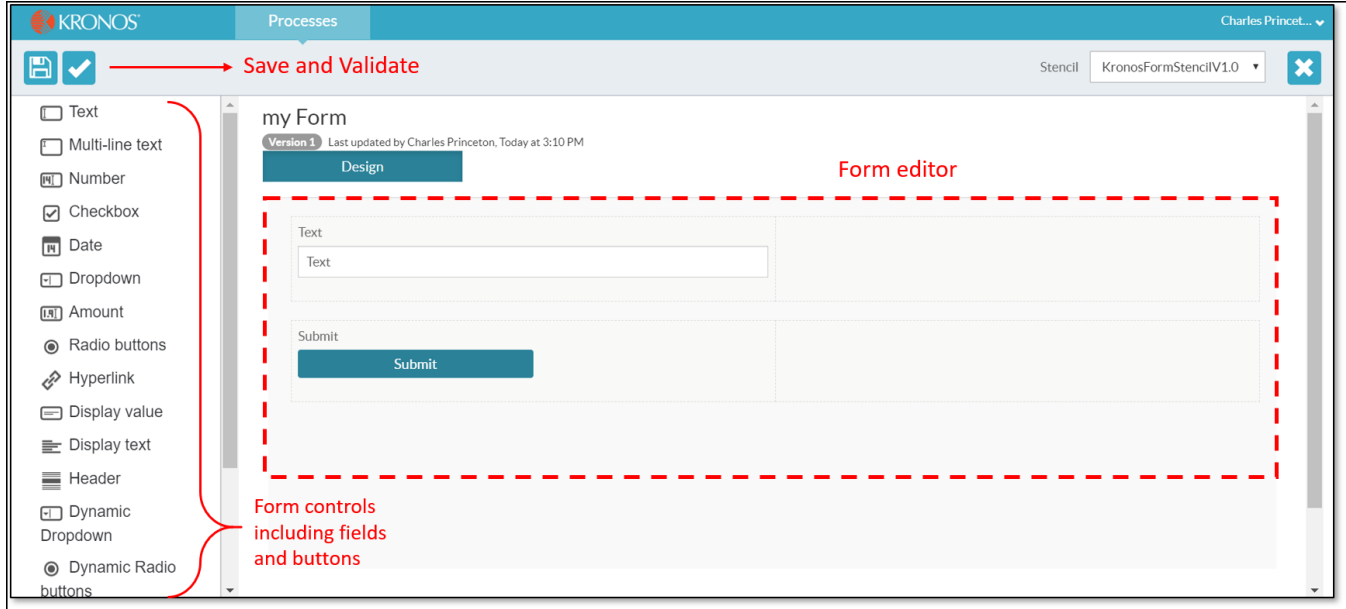 KRONOS
Processes
Charles Princet...
Save and Validate
Stencil
KronosFormStencilV1.0
Text
Multi-line text
Number
Checkbox
Date
Dropdown
Amount
Radio buttons
Hyperlink
Display value
Display text
Header
Dynamic
Dropdown
Dynamic Radio
buttons
my Form
Version 1 Last updated by Charles Princeton, Today at 3:10 PM
Design
Form editor
Text
Text
Submit
Submit
Form controls
including fields
and buttons